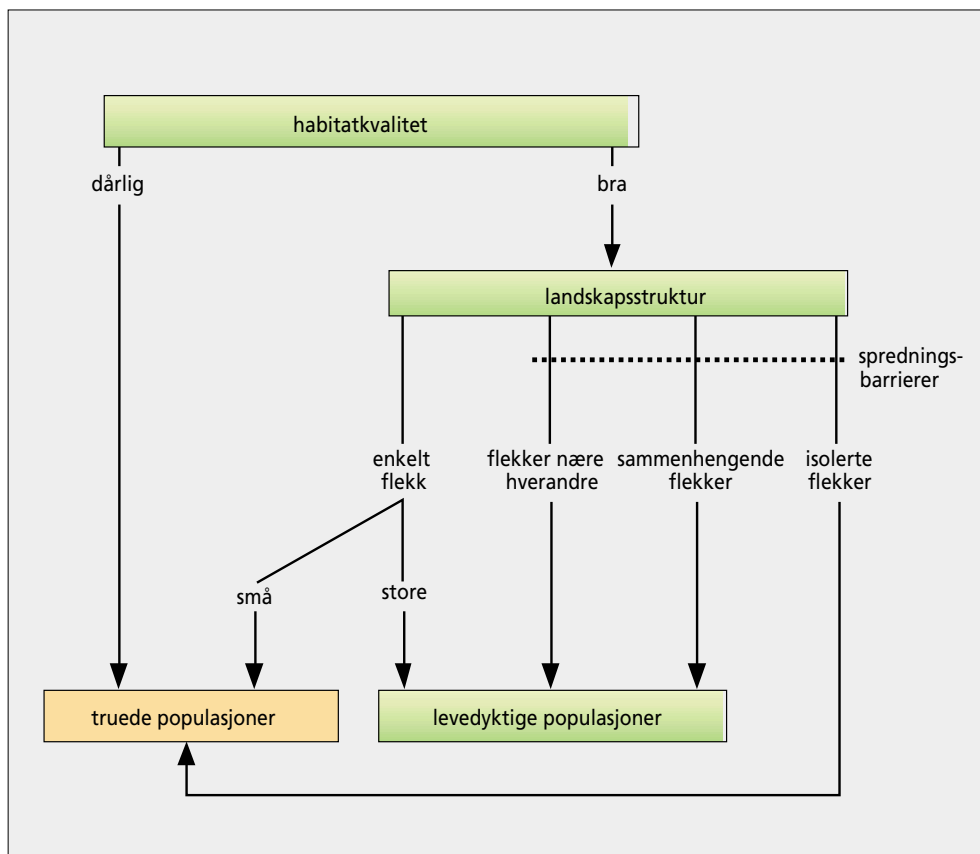 habitatkvalitet
dårlig
bra
landskapsstruktur
sprednings-
barrierer
enkelt
flekk
flekker nære
hverandre
sammenhengende
flekker
isolerte
flekker
små
store
truede populasjoner
levedyktige populasjoner